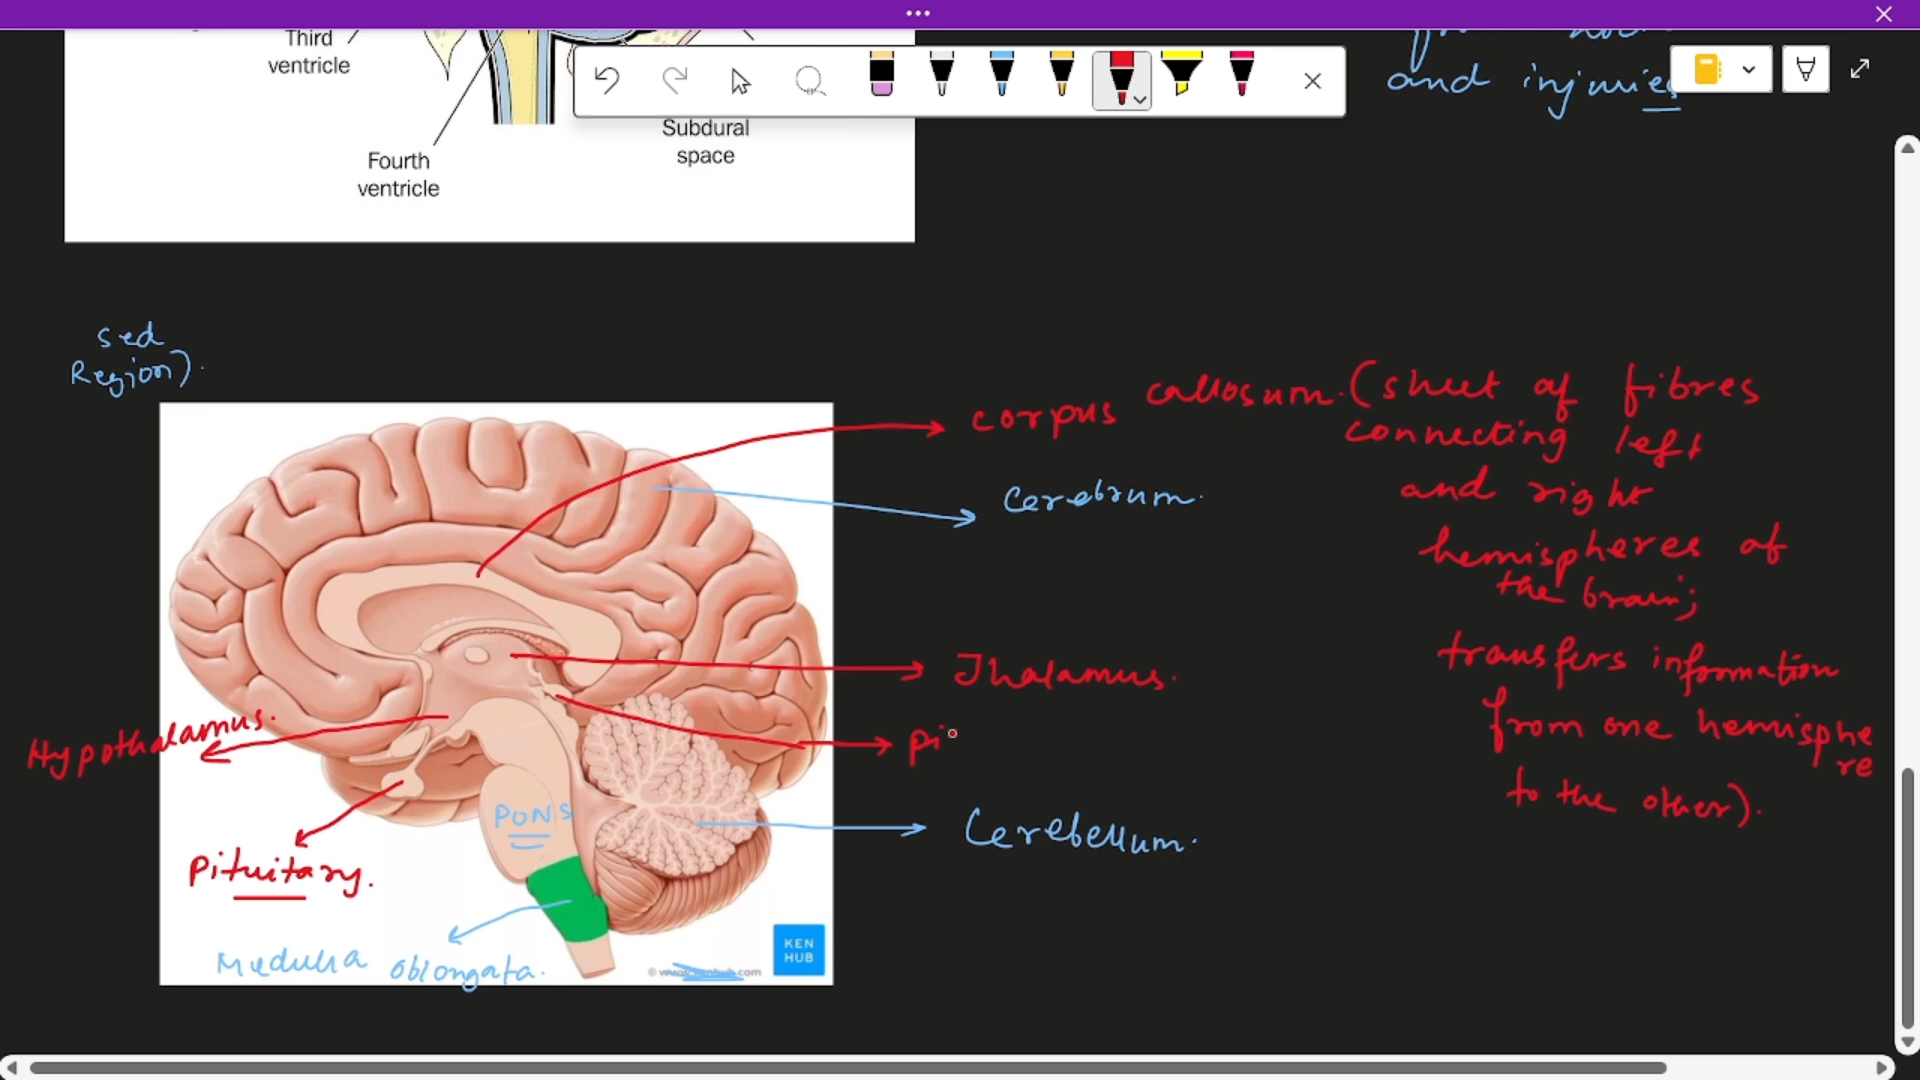 Third
ventricle
Fourth
ventricle
Subdural
space
and injuries
sed
Region).
corpus callosum. (sheet of fibres
connecting left
and right
hemispheres of
the brain;
transfers information
from one hemisphe
re
to the other).
cerebrum.
Thalamus.
pi
Hypothalamus.
Pituitary.
PONS
Cerebellum.
Medulla oblongata.
KEN
HUB